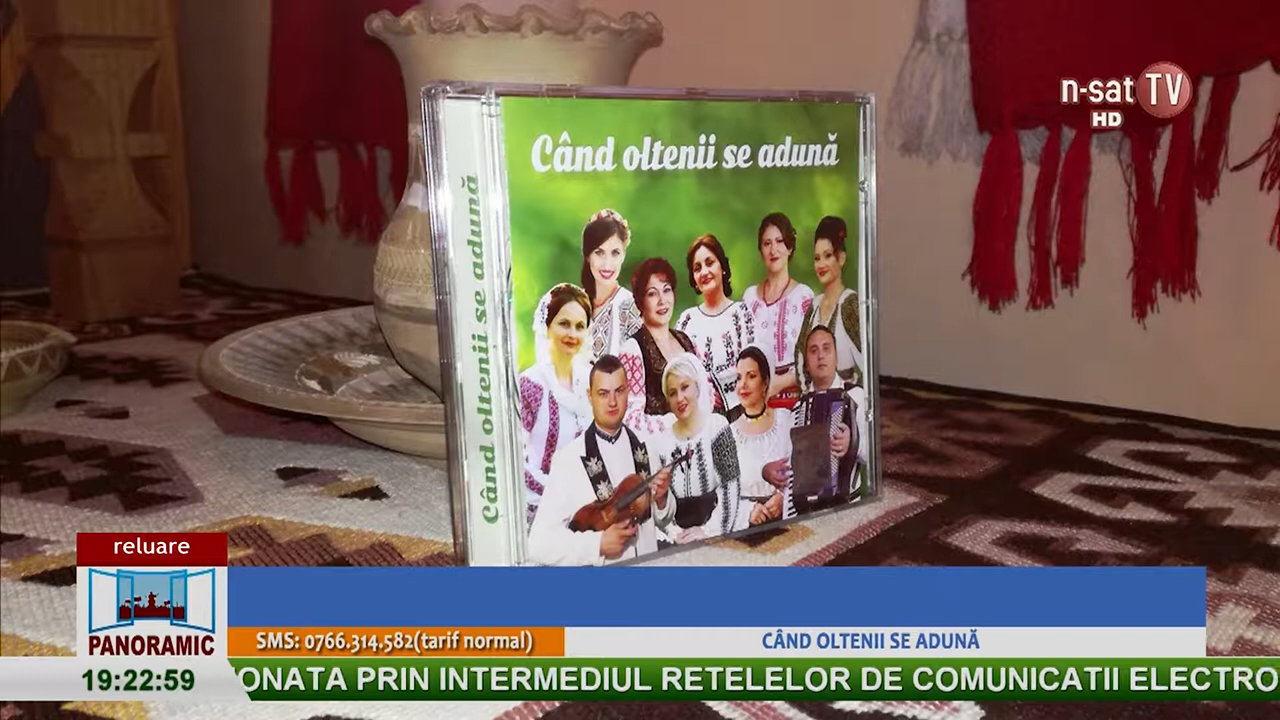 n-sat TV
HD
Când oltenii se adună
Când oltenii se adună
reluare
PANORAMIC
SMS: 0766.314.582(tarif normal)
CÂND OLTENII SE ADUNĂ
19:22:59
ONATA PRIN INTERMEDIUL RETELELOR DE COMUNICATII ELECTRO